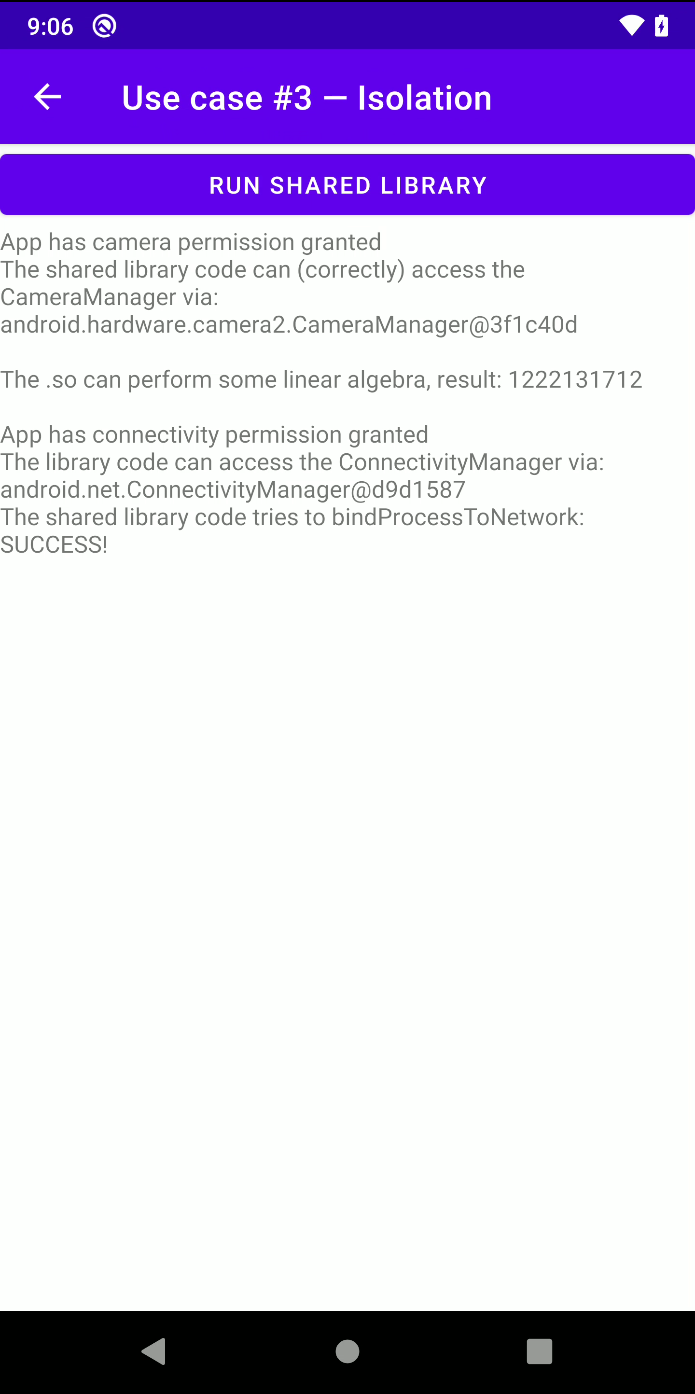 9:06
Use case #3 — Isolation
RUN SHARED LIBRARY
App has camera permission granted
The shared library code can (correctly) access the
CameraManager via:
android.hardware.camera2.CameraManager@3f1c40d
The .so can perform some linear algebra, result: 1222131712
App has connectivity permission granted
The library code can access the ConnectivityManager via:
android.net.ConnectivityManager@d9d1587
The shared library code tries to bindProcessToNetwork:
SUCCESS!